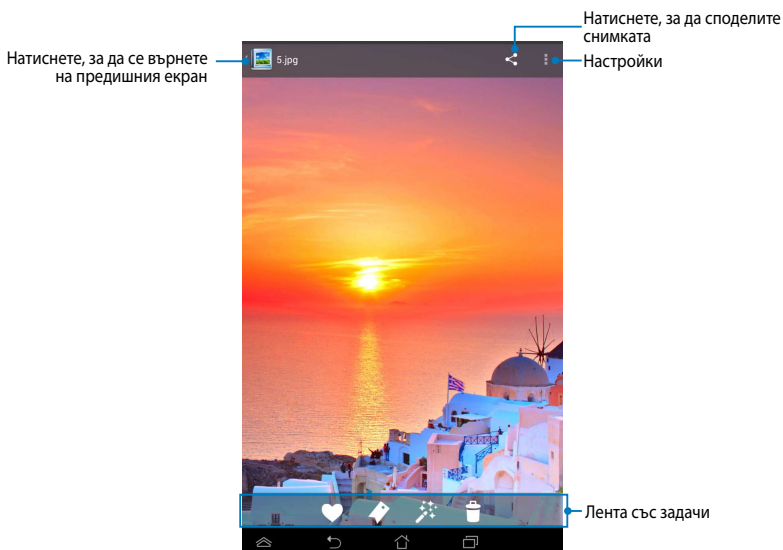 Натиснете, за да споделите
снимката
Натиснете, за да се върнете
на предишния екран
5.jpg
Настройки
Лента със задачи